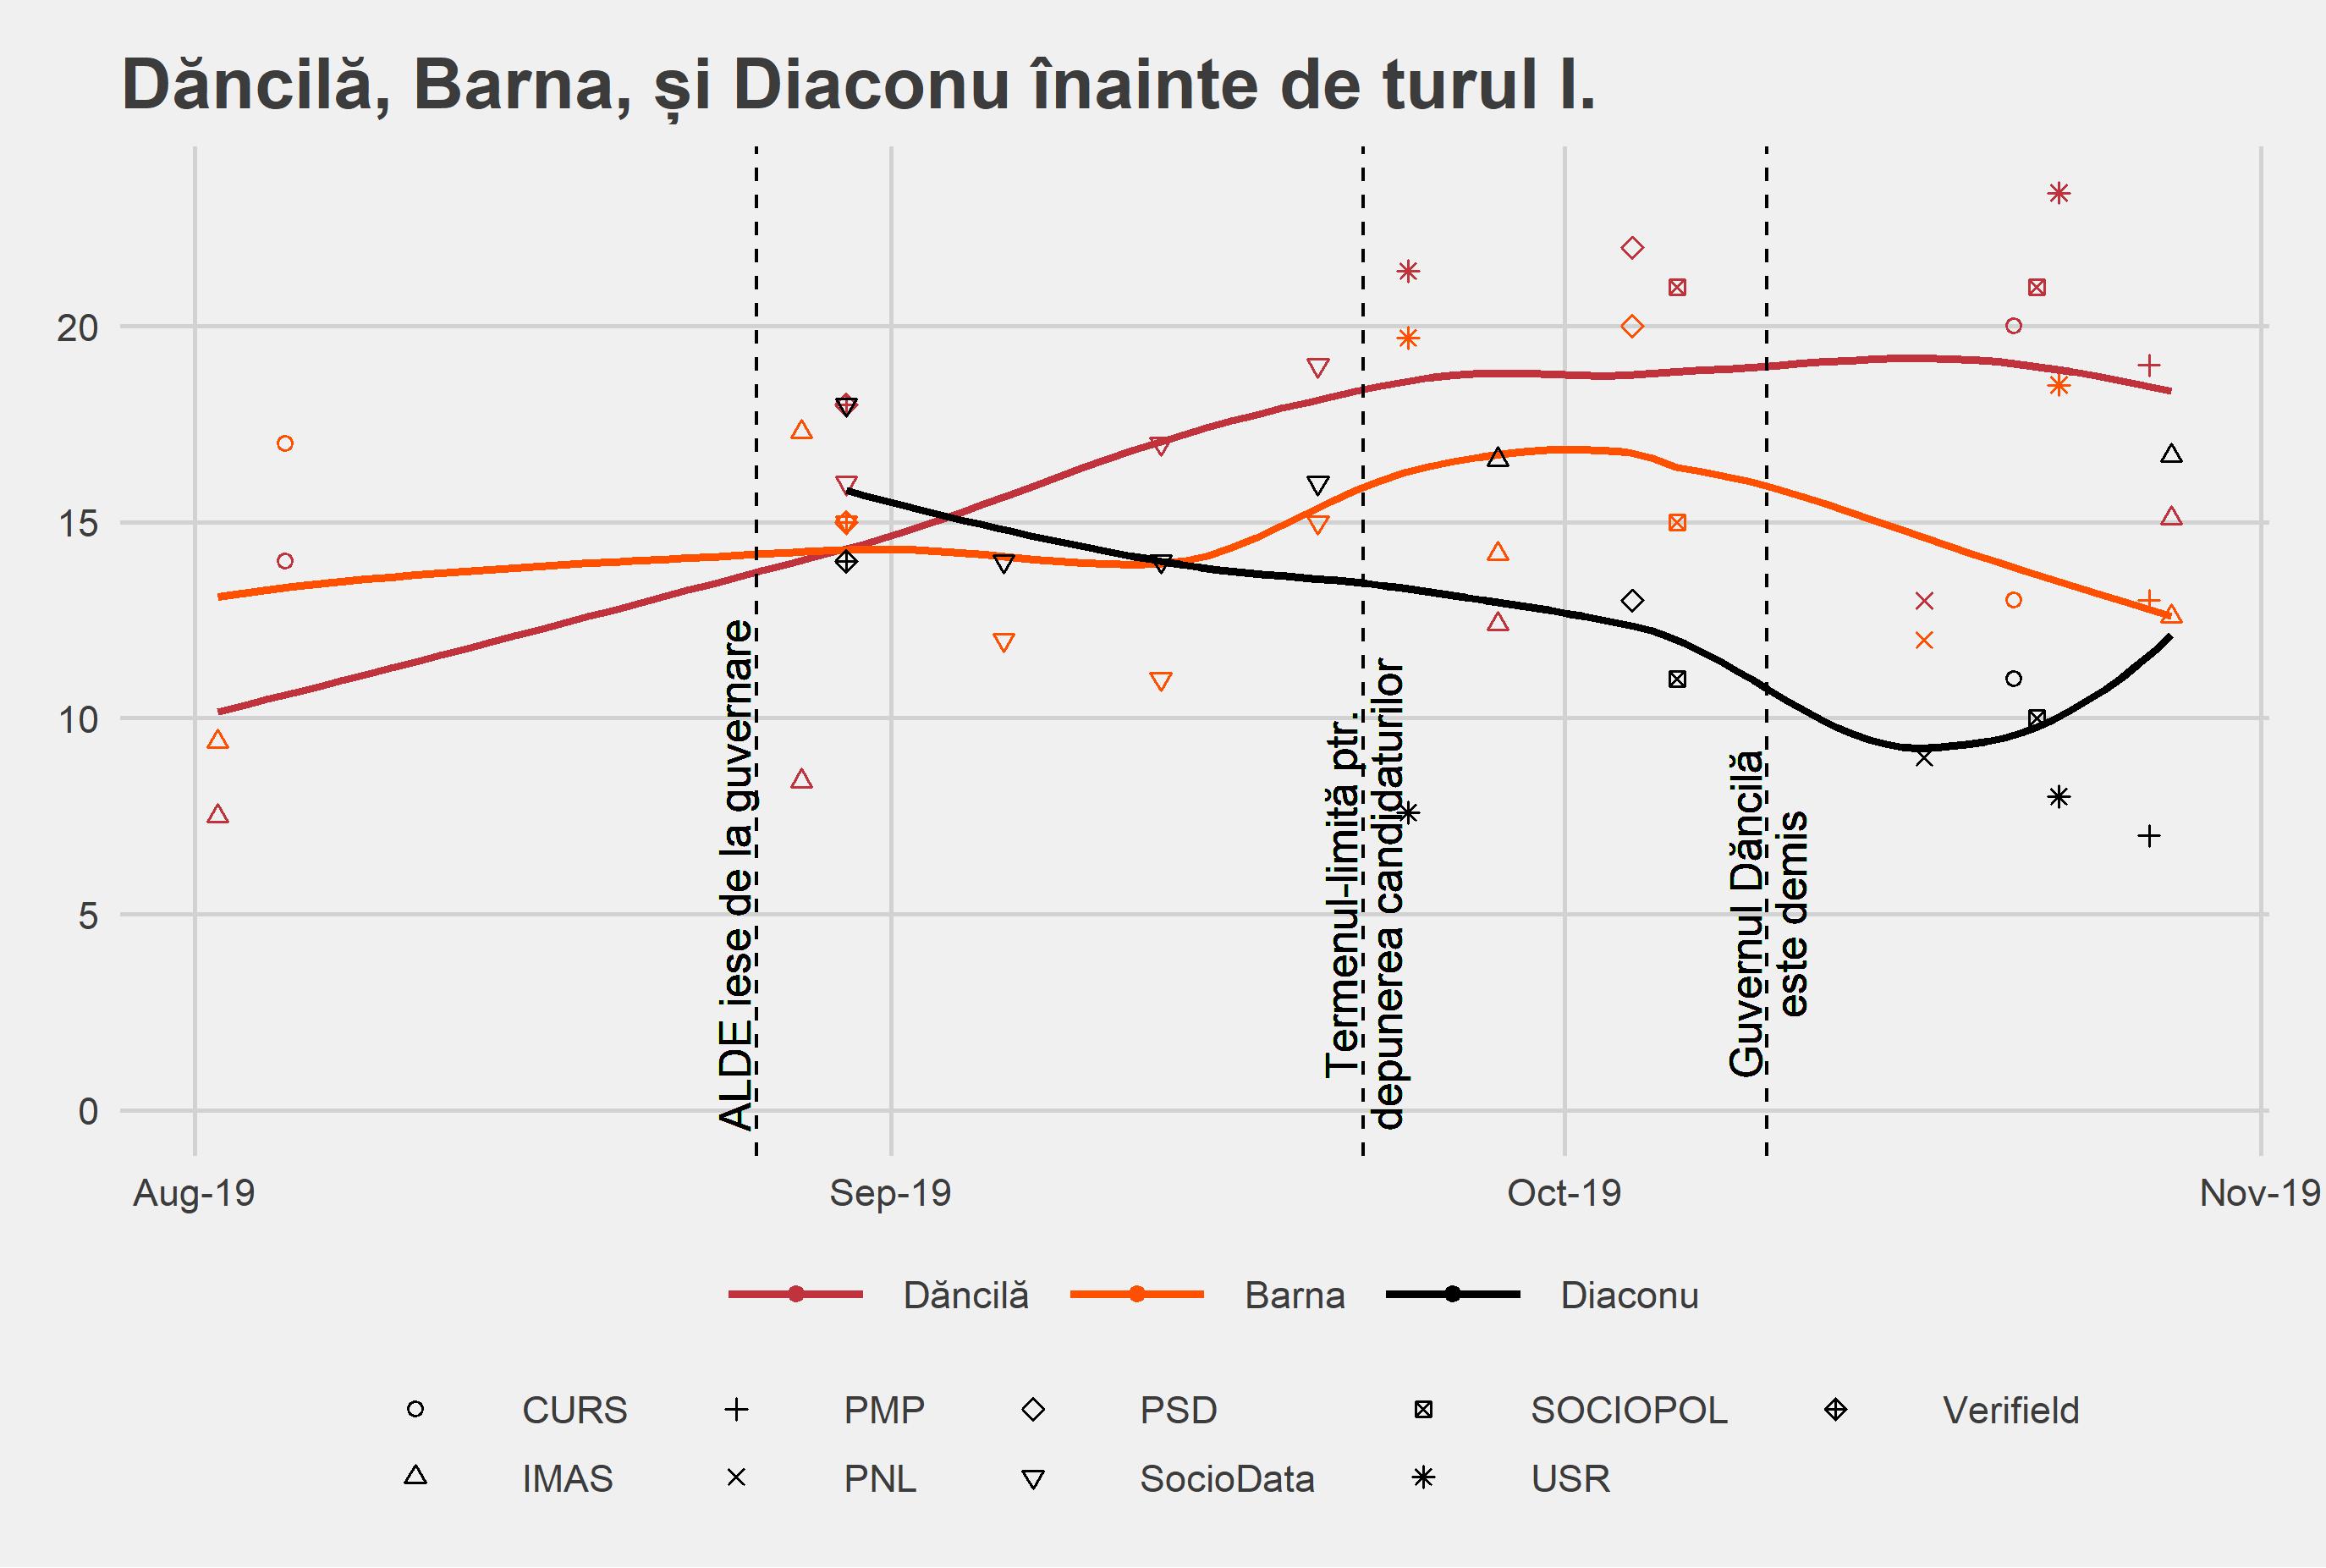 Dăncilă, Barna, și Diaconu înainte de turul I.
20
15
10
5
0
ALDE iese de la guvernare
Termenul-limită ptr.
depunerea candidaturilor
Guvernul Dăncilă
este demis
Aug-19 Sep-19 Oct-19 Nov-19
Dăncilă Barna Diaconu
CURS PMP PSD SOCIOPOL Verifield
IMAS PNL SocioData USR